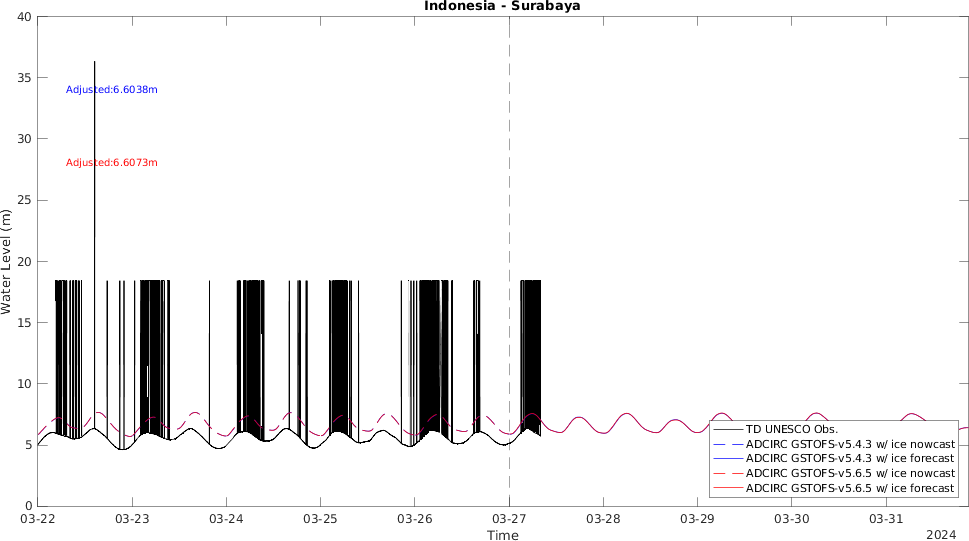 Indonesia - Surabaya
40
35
30
25
20
15
10
5
0
Water Level (m)
Adjusted:6.6038m
Adjusted:6.6073m
TD UNESCO Obs.
ADCIRC GSTOFS-v5.4.3 w/ ice nowcast
ADCIRC GSTOFS-v5.4.3 w/ ice forecast
ADCIRC GSTOFS-v5.6.5 w/ ice nowcast
ADCIRC GSTOFS-v5.6.5 w/ ice forecast
03-22 03-23 03-24 03-25 03-26 03-27 03-28 03-29 03-30 03-31
Time
2024